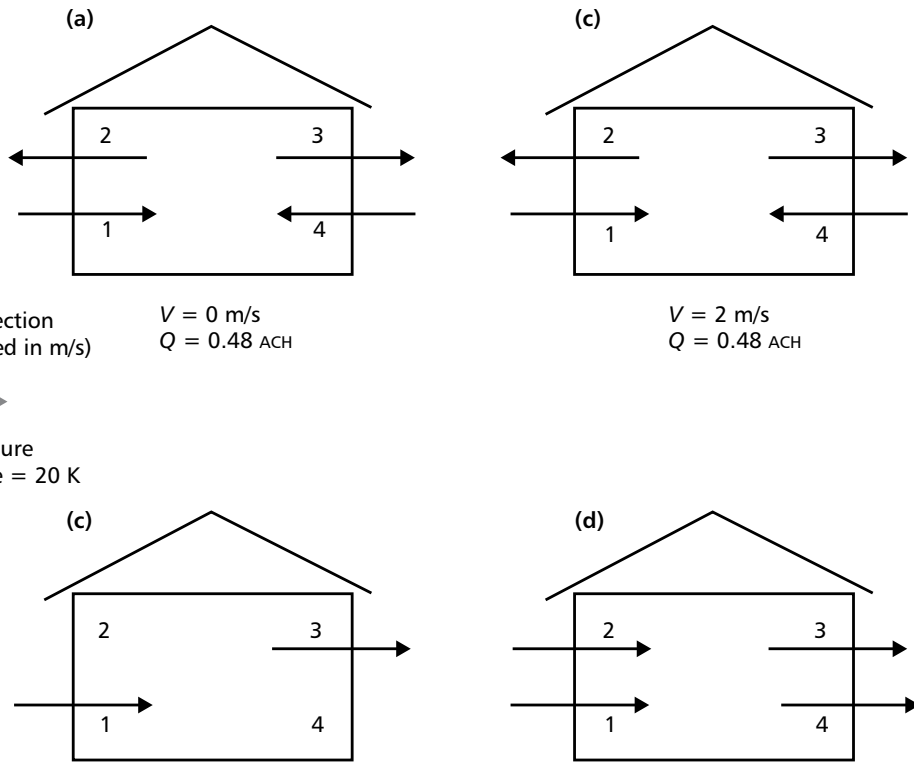 (a)
(c)
2
3
2
3
1
4
1
4
ection
ed in m/s)
V = 0 m/s
Q = 0.48 ACH
V = 2 m/s
Q = 0.48 ACH
ure
e = 20 K
(c)
(d)
2
3
2
3
1
4
1
4